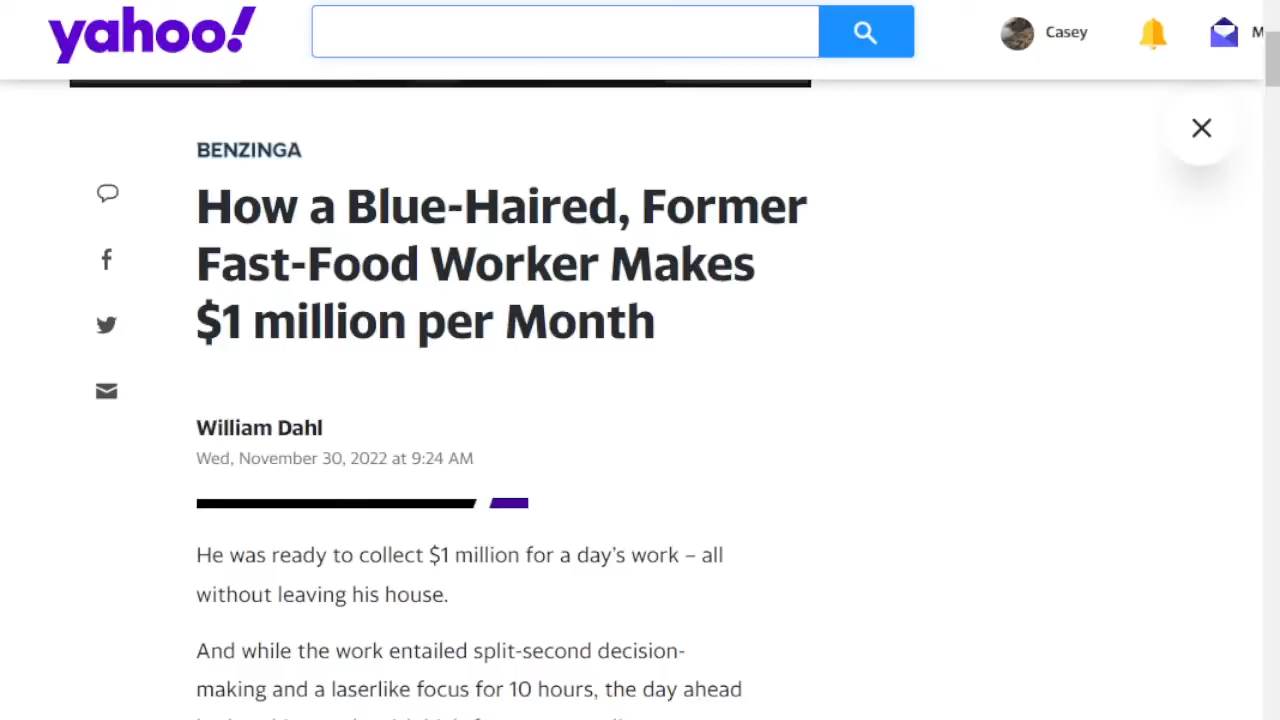 yahoo!
Casey
M
BENZINGA
How a Blue-Haired, Former
Fast-Food Worker Makes
$1 million per Month
William Dahl
Wed, November 30, 2022 at 9:24 AM
He was ready to collect $1 million for a day's work – all
without leaving his house.
And while the work entailed split-second decision-
making and a laserlike focus for 10 hours, the day ahead